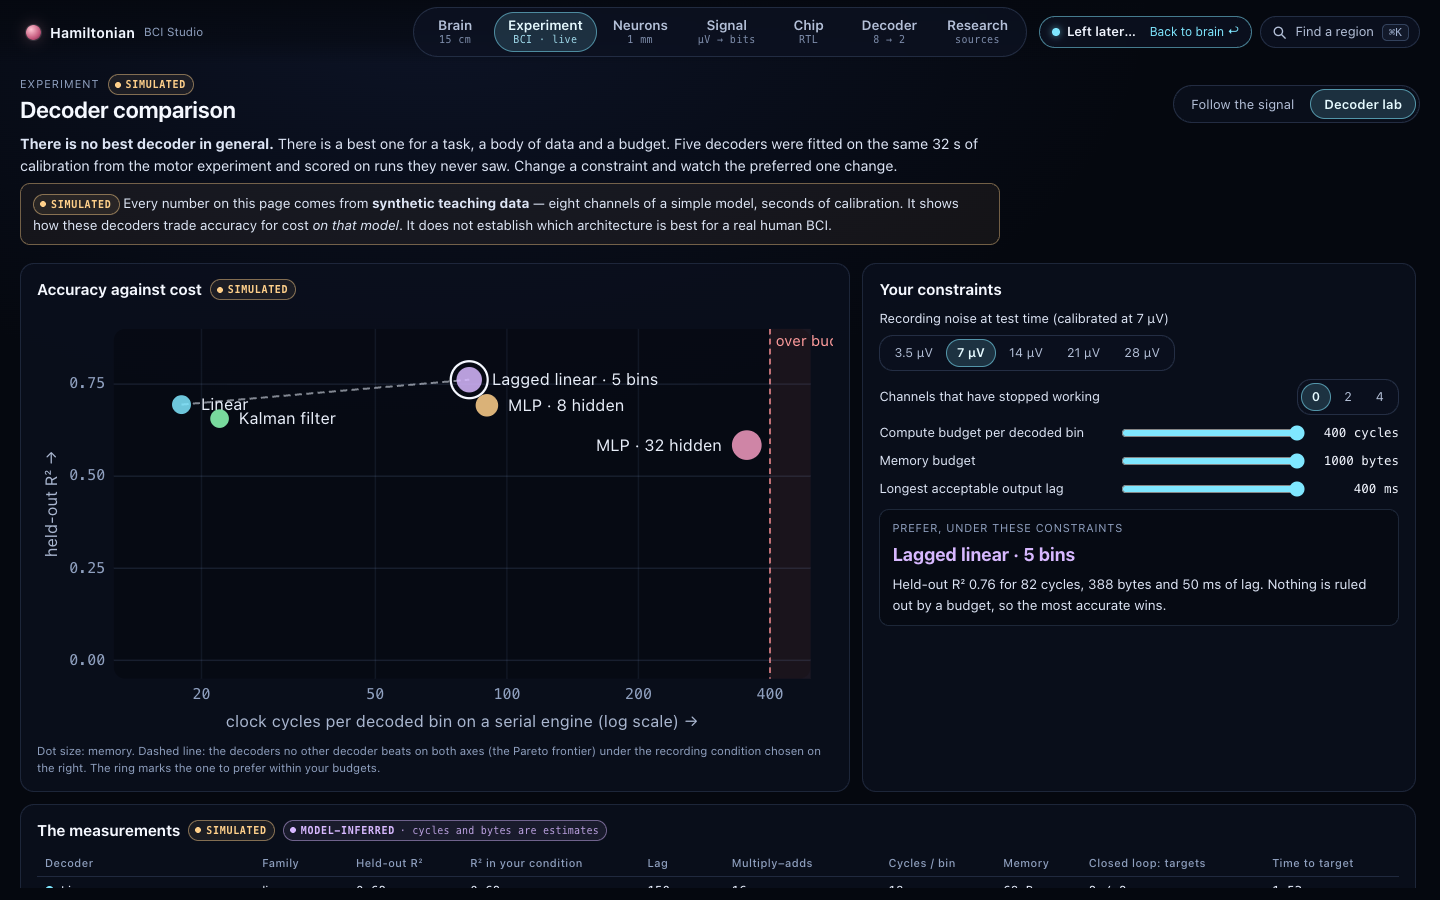 Hamiltonian BCI Studio
Brain
15 cm
Experiment
BCI · live
Neurons
1 mm
Signal
µV → bits
Chip
RTL
Decoder
8 → 2
Research
sources
Left later... Back to brain ↩
Find a region ⌘K
EXPERIMENT SIMULATED
Decoder comparison
Follow the signal Decoder lab
There is no best decoder in general. There is a best one for a task, a body of data and a budget. Five decoders were fitted on the same 32 s of
calibration from the motor experiment and scored on runs they never saw. Change a constraint and watch the preferred one change.
SIMULATED Every number on this page comes from synthetic teaching data — eight channels of a simple model, seconds of calibration. It shows
how these decoders trade accuracy for cost on that model. It does not establish which architecture is best for a real human BCI.
Accuracy against cost SIMULATED
over bud
0.75
0.50
0.25
0.00
held-out R² →
Lagged linear · 5 bins
Linear
MLP · 8 hidden
Kalman filter
MLP · 32 hidden
20 50 100 200 400
clock cycles per decoded bin on a serial engine (log scale) →
Dot size: memory. Dashed line: the decoders no other decoder beats on both axes (the Pareto frontier) under the recording condition chosen on
the right. The ring marks the one to prefer within your budgets.
Your constraints
Recording noise at test time (calibrated at 7 µV)
3.5 µV 7 µV 14 µV 21 µV 28 µV
Channels that have stopped working 0 2 4
Compute budget per decoded bin 400 cycles
Memory budget 1000 bytes
Longest acceptable output lag 400 ms
PREFER, UNDER THESE CONSTRAINTS
Lagged linear · 5 bins
Held-out R² 0.76 for 82 cycles, 388 bytes and 50 ms of lag. Nothing is ruled
out by a budget, so the most accurate wins.
The measurements SIMULATED MODEL-INFERRED · cycles and bytes are estimates
Decoder Family Held-out R² R² in your condition Lag Multiply–adds Cycles / bin Memory Closed loop: targets Time to target